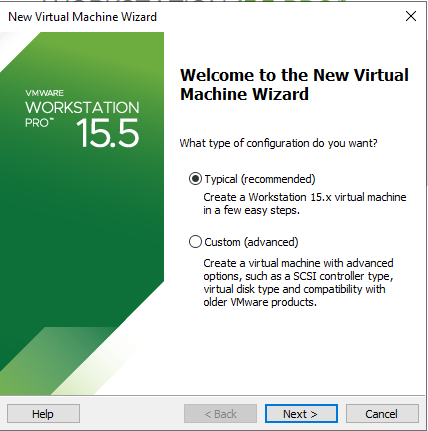 New Virtual Machine Wizard
VMWARE
WORKSTATION
PRO™
15.5
Welcome to the New Virtual
Machine Wizard
What type of configuration do you want?
Typical (recommended)
Create a Workstation 15.x virtual machine
in a few easy steps.
Custom (advanced)
Create a virtual machine with advanced
options, such as a SCSI controller type,
virtual disk type and compatibility with
older VMware products.
Help
< Back
Next >
Cancel